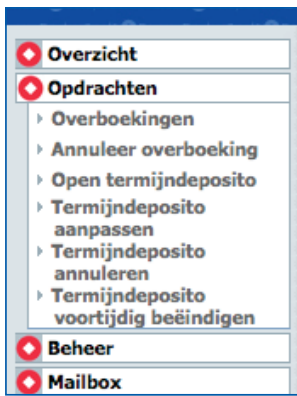 Overzicht
Opdrachten
Overboekingen
Annuleer overboeking
Open termijndeposito
Termijndeposito
aanpassen
Termijndeposito
annuleren
Termijndeposito
voortijdig beëindigen
Beheer
Mailbox